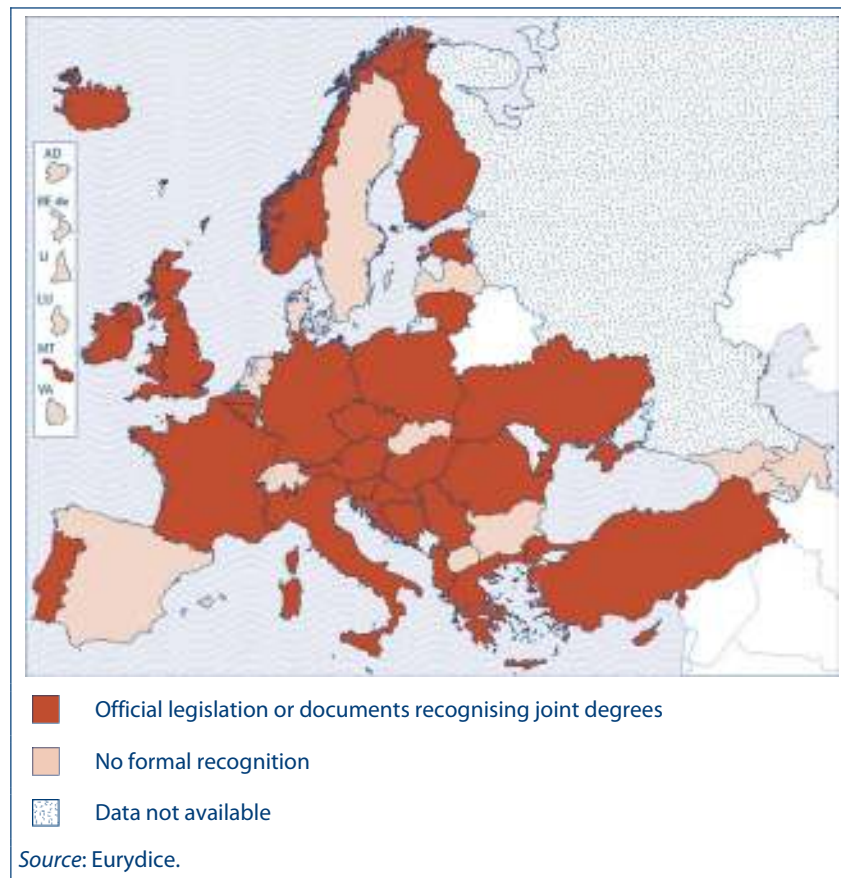 AD
BE de
LI
LU
MT
VA
Official legislation or documents recognising joint degrees
No formal recognition
Data not available
Source: Eurydice.